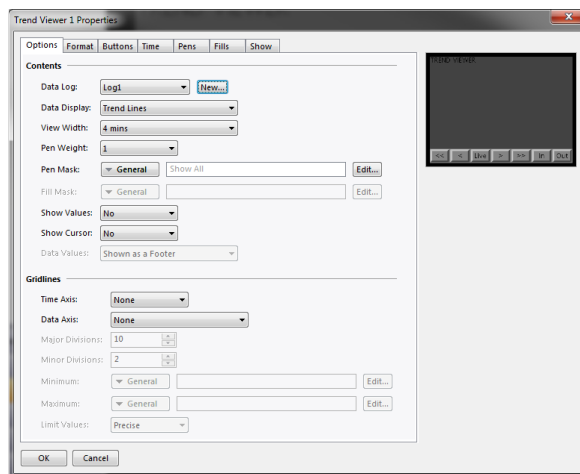 Trend Viewer 1 Properties
Options Format Buttons Time Pens Fills Show
Contents
Data Log: Log1 New...
Data Display: Trend Lines
View Width: 4 mins
Pen Weight: 1
Pen Mask: General Show All Edit...
Fill Mask: General Edit...
Show Values: No
Show Cursor: No
Data Values: Shown as a Footer
Gridlines
Time Axis: None
Data Axis: None
Major Divisions: 10
Minor Divisions: 2
Minimum: General Edit...
Maximum: General Edit...
Limit Values: Precise
OK Cancel
TREND VIEWER
<< < Live > >> In Out